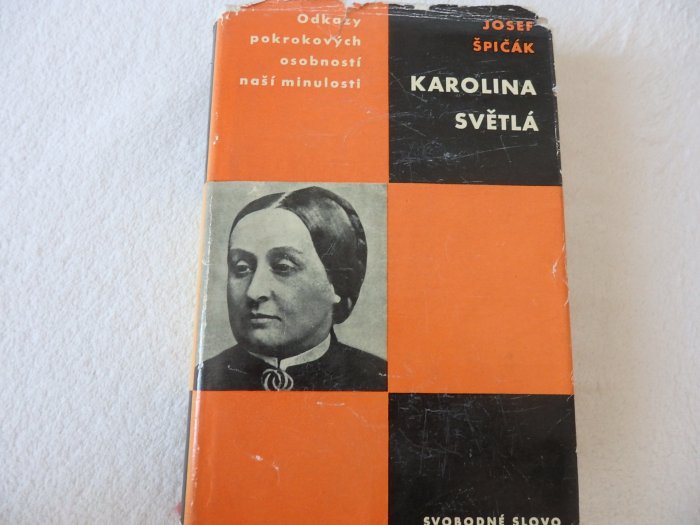 Odkazy
pokrokových
osobností
naší minulosti
JOSEF
ŠPIČÁK
KAROLINA
SVĚTLÁ
SVOBODNÉ SLOVO